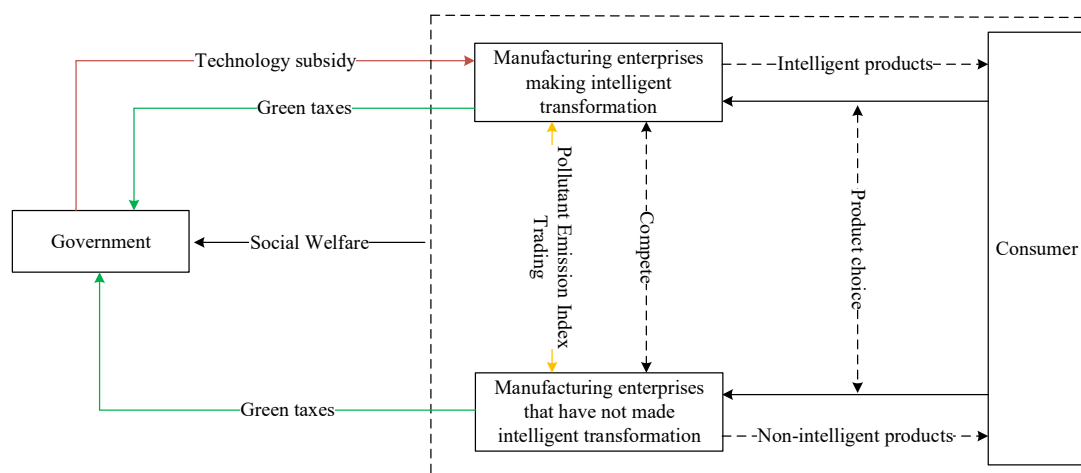 Technology subsidy
Manufacturing enterprises
making intelligent
transformation
Intelligent products
Green taxes
Pollutant Emission Index
Trading
Compete
Product choice
Government
Social Welfare
Consumer
Green taxes
Manufacturing enterprises
that have not made
intelligent transformation
Non-intelligent products